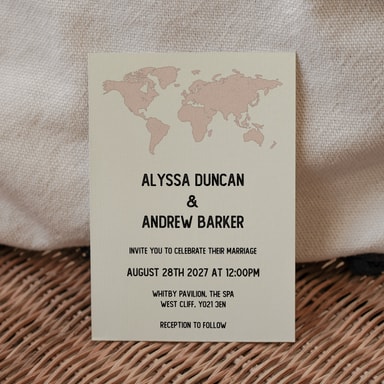 ALYSSA DUNCAN
&
ANDREW BARKER
INVITE YOU TO CELEBRATE THEIR MARRIAGE
AUGUST 28TH 2027 AT 12:00PM
WHITBY PAVILION, THE SPA
WEST CLIFF, YO21 3EN
RECEPTION TO FOLLOW